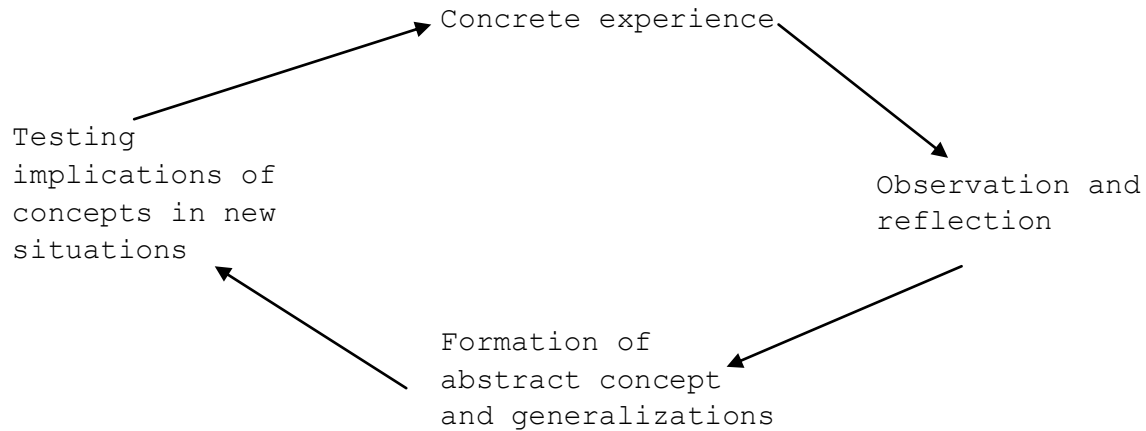 Concrete experience
Observation and
reflection
Formation of
abstract concept
and generalizations
Testing
implications of
concepts in new
situations